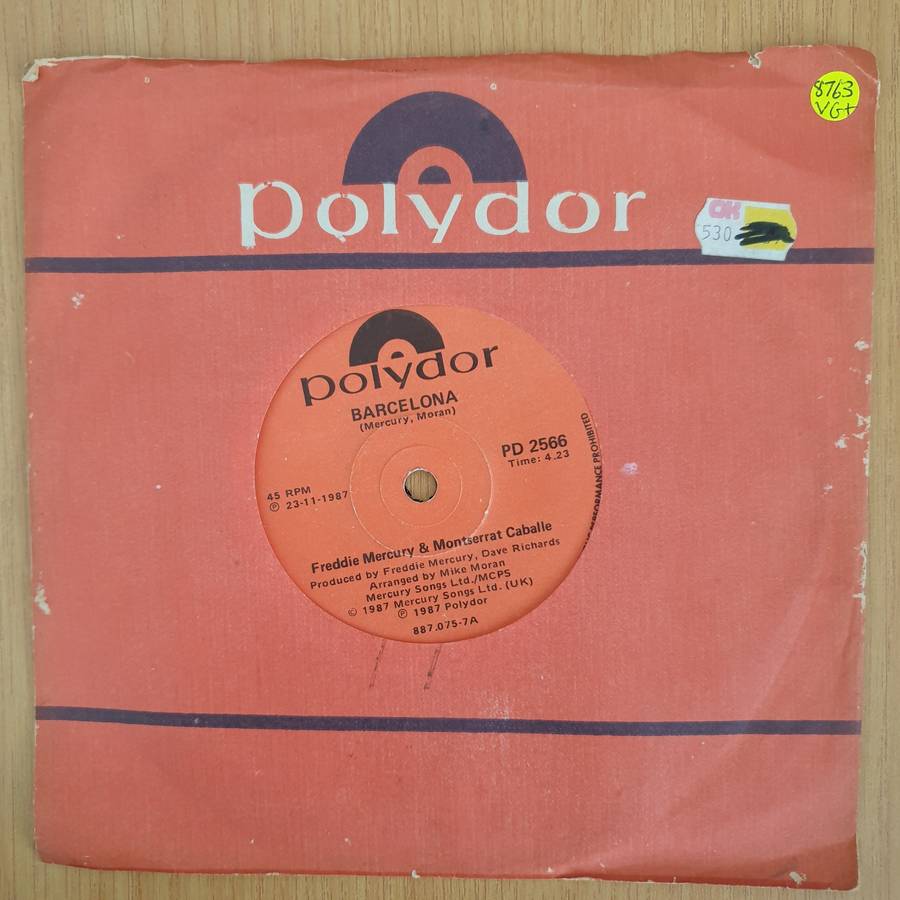 8763
VG+
polydor
OK
530
polydor
BARCELONA
(Mercury, Moran)
PD 2566
Time: 4.23
45 RPM
℗ 23-11-1987
PERFORMANCE PROHIBITED
Freddie Mercury & Montserrat Caballe
Produced by Freddie Mercury, Dave Richards
Arranged by Mike Moran
Mercury Songs Ltd./MCPS
© 1987 Mercury Songs Ltd. (UK)
℗ 1987 Polydor
887.075-7A